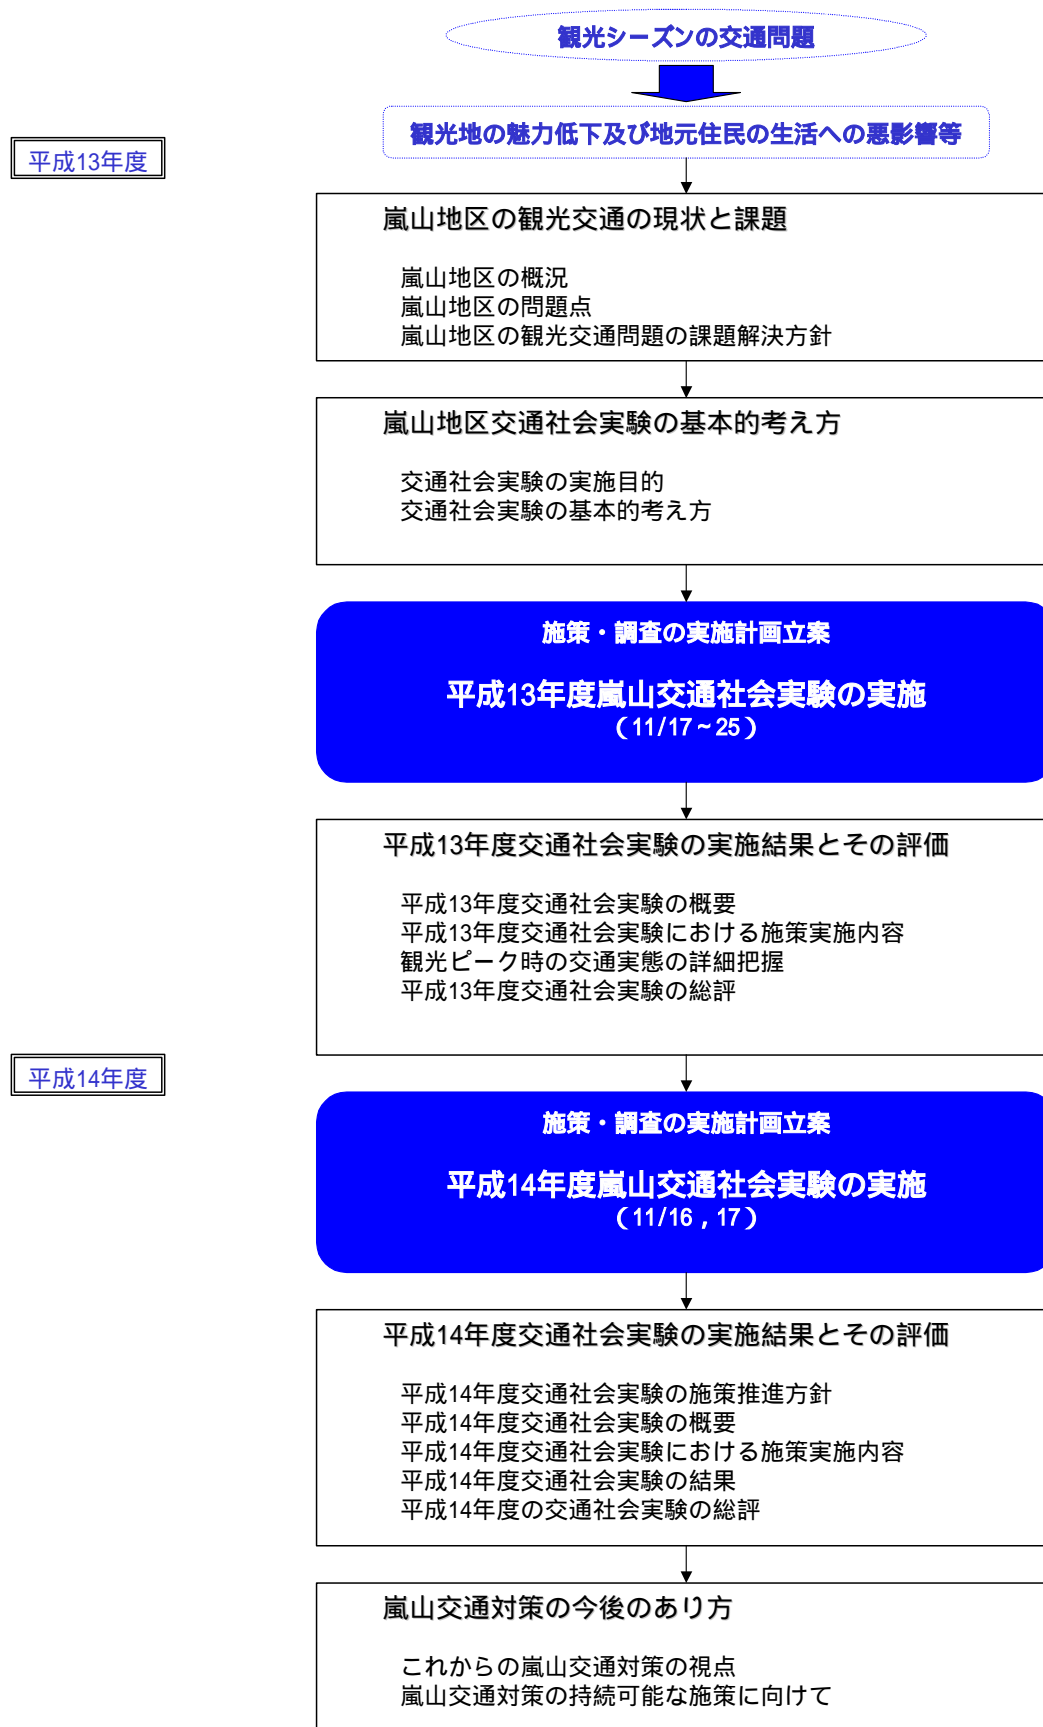 観光シーズンの交通問題
観光地の魅力低下及び地元住民の生活への悪影響等
平成13年度
嵐山地区の観光交通の現状と課題
嵐山地区の概況
嵐山地区の問題点
嵐山地区の観光交通問題の課題解決方針
嵐山地区交通社会実験の基本的考え方
交通社会実験の実施目的
交通社会実験の基本的考え方
施策・調査の実施計画立案
平成13年度嵐山交通社会実験の実施
（11/17~25）
平成13年度交通社会実験の実施結果とその評価
平成13年度交通社会実験の概要
平成13年度交通社会実験における施策実施内容
観光ピーク時の交通実態の詳細把握
平成13年度交通社会実験の総評
平成14年度
施策・調査の実施計画立案
平成14年度嵐山交通社会実験の実施
（11/16，17）
平成14年度交通社会実験の実施結果とその評価
平成14年度交通社会実験の施策推進方針
平成14年度交通社会実験の概要
平成14年度交通社会実験における施策実施内容
平成14年度交通社会実験の結果
平成14年度の交通社会実験の総評
嵐山交通対策の今後のあり方
これからの嵐山交通対策の視点
嵐山交通対策の持続可能な施策に向けて